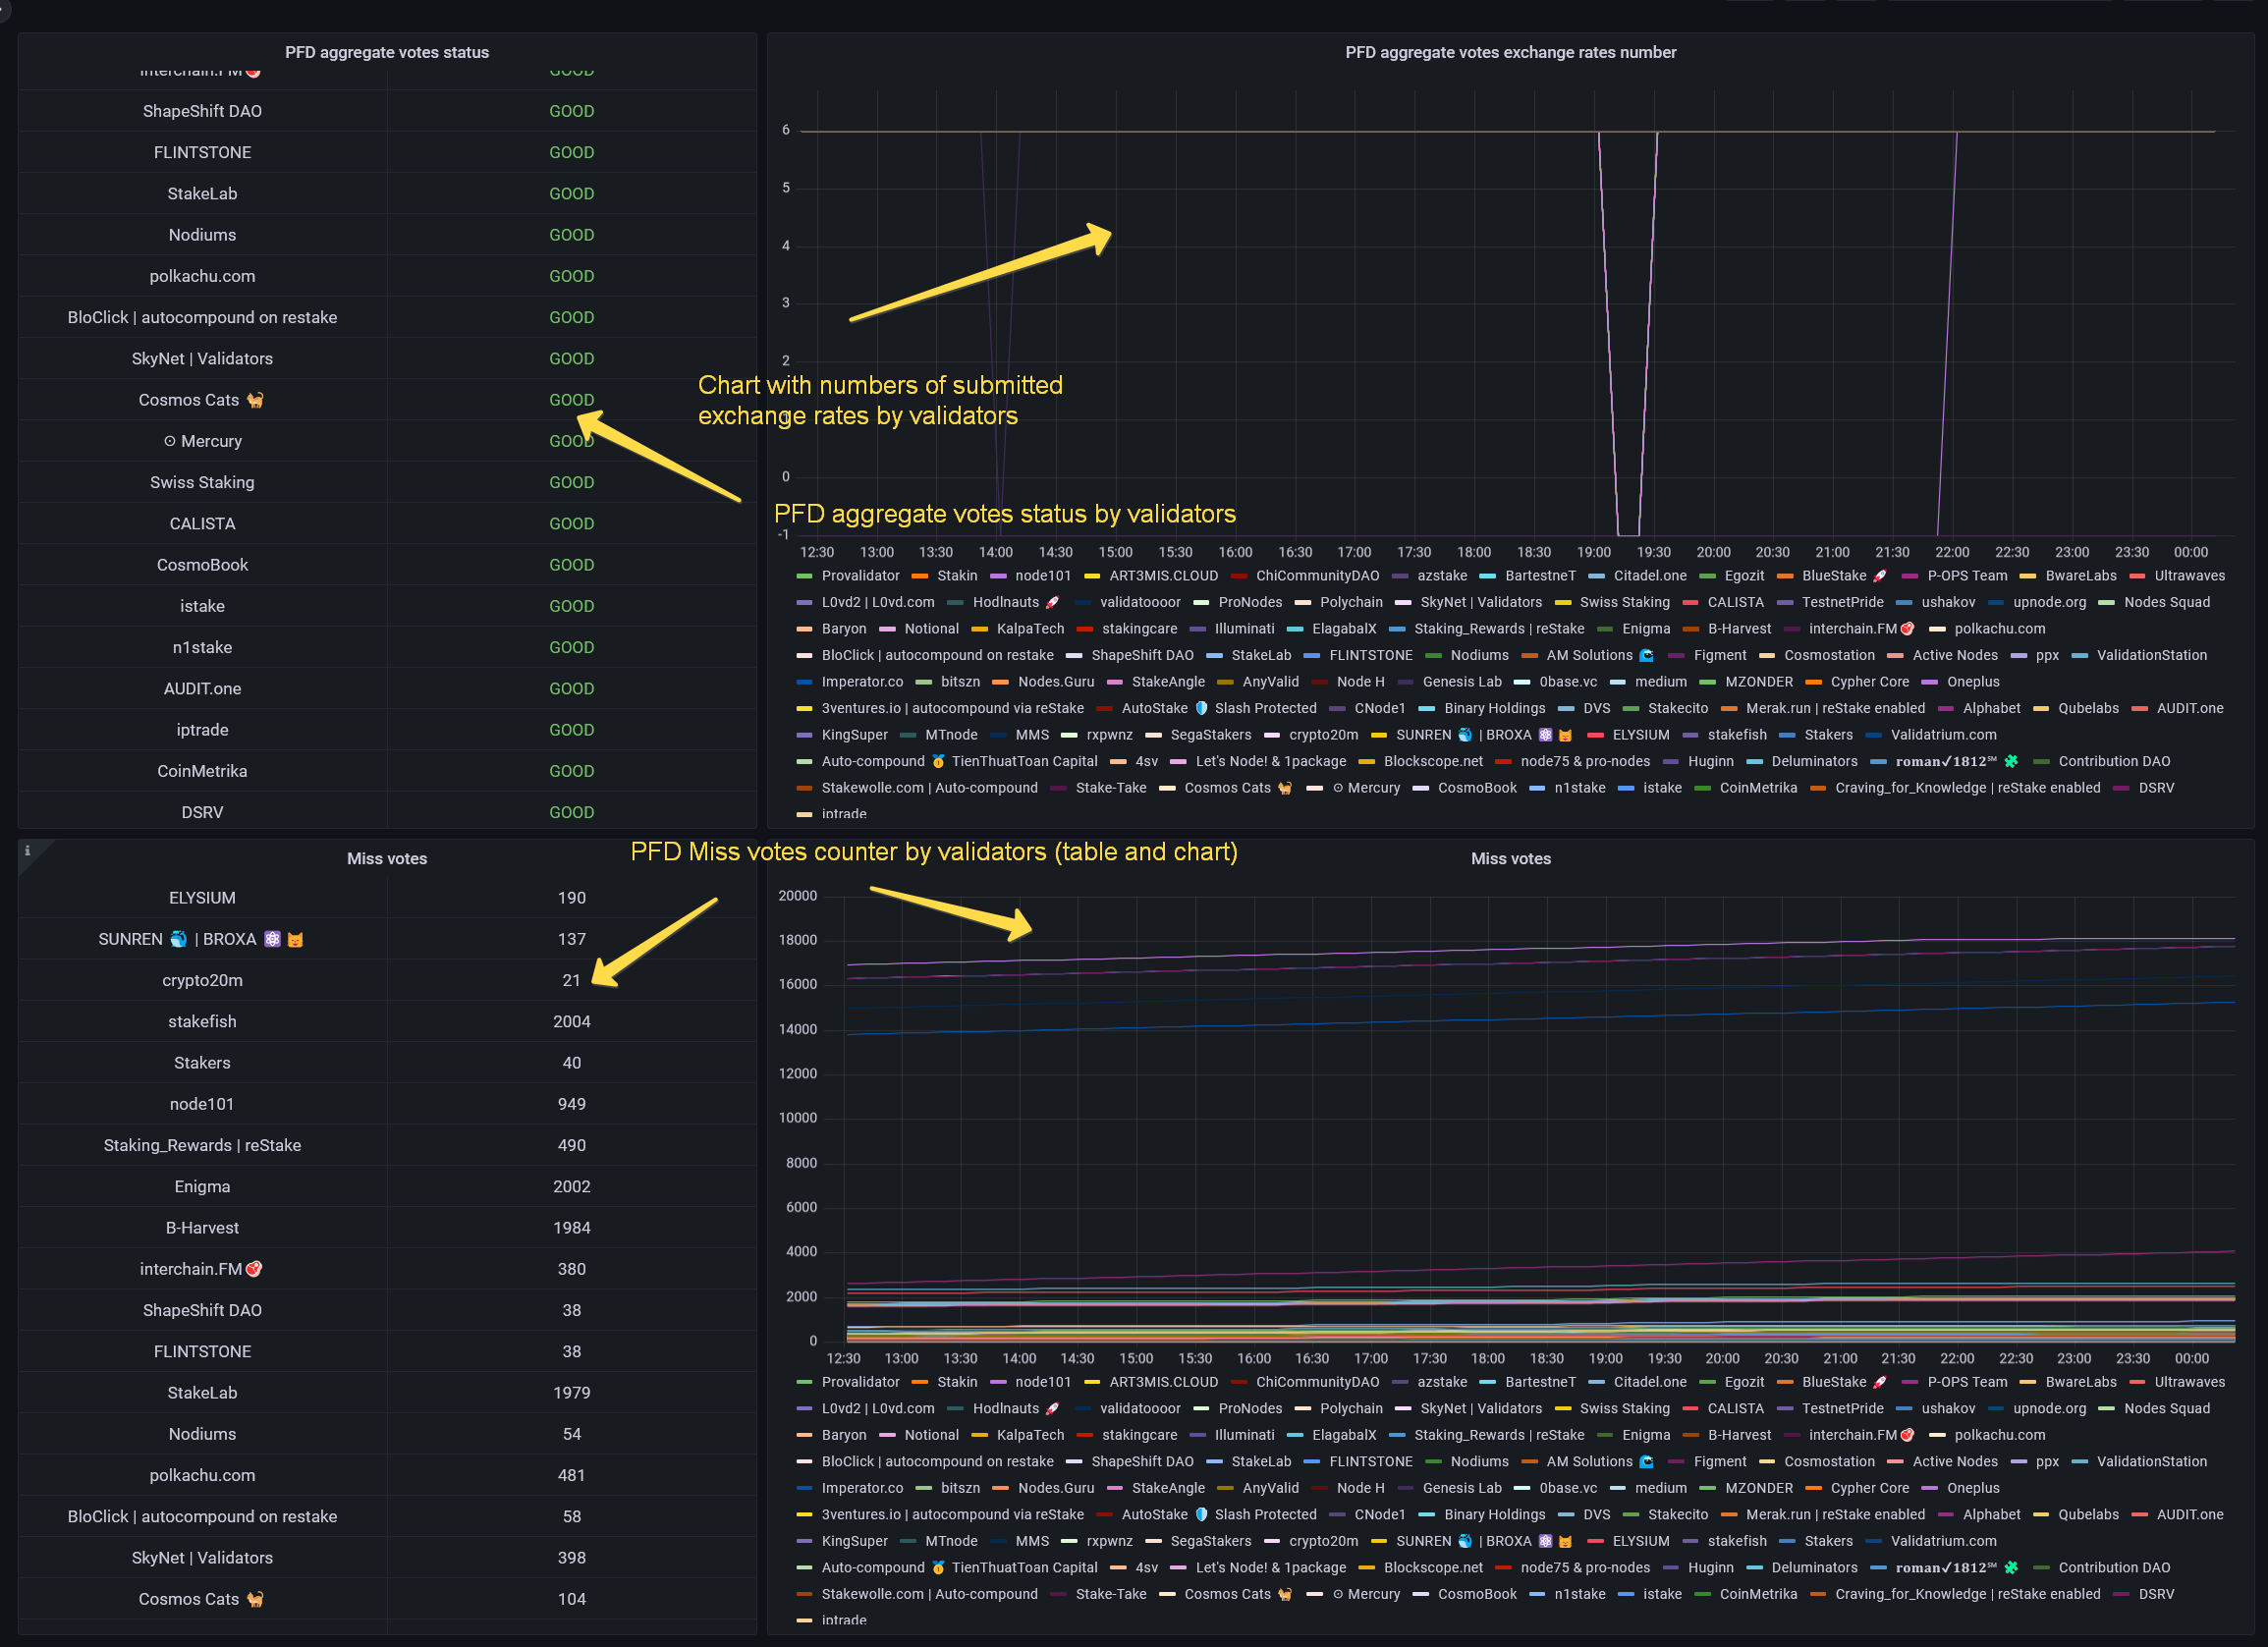 PFD aggregate votes status
interchain.FM🥩 GOOD
ShapeShift DAO GOOD
FLINTSTONE GOOD
StakeLab GOOD
Nodiums GOOD
polkachu.com GOOD
BloClick | autocompound on restake GOOD
SkyNet | Validators GOOD
Cosmos Cats 🐈 GOOD
⊙ Mercury GOOD
Swiss Staking GOOD
CALISTA GOOD
CosmoBook GOOD
istake GOOD
n1stake GOOD
AUDIT.one GOOD
iptrade GOOD
CoinMetrika GOOD
DSRV GOOD
PFD aggregate votes exchange rates number
6
5
4
3
2
1
0
-1
Chart with numbers of submitted
exchange rates by validators
PFD aggregate votes status by validators
12:30 13:00 13:30 14:00 14:30 15:00 15:30 16:00 16:30 17:00 17:30 18:00 18:30 19:00 19:30 20:00 20:30 21:00 21:30 22:00 22:30 23:00 23:30 00:00
Provalidator Stakin node101 ART3MIS.CLOUD ChiCommunityDAO azstake BartestneT Citadel.one Egozit BlueStake 🚀 P-OPS Team BwareLabs Ultrawaves
L0vd2 | L0vd.com Hodlnauts 🚀 validatoooor ProNodes Polychain SkyNet | Validators Swiss Staking CALISTA TestnetPride ushakov upnode.org Nodes Squad
Baryon Notional KalpaTech stakingcare Illuminati ElagabalX Staking_Rewards | reStake Enigma B-Harvest interchain.FM🥩 polkachu.com
BloClick | autocompound on restake ShapeShift DAO StakeLab FLINTSTONE Nodiums AM Solutions 🌊 Figment Cosmostation Active Nodes ppx ValidationStation
Imperator.co bitszn Nodes.Guru StakeAngle AnyValid Node H Genesis Lab 0base.vc medium MZONDER Cypher Core Oneplus
3ventures.io | autocompound via reStake AutoStake 🛡️ Slash Protected CNode1 Binary Holdings DVS Stakecito Merak.run | reStake enabled Alphabet Qubelabs AUDIT.one
KingSuper MTnode MMS rxpwnz SegaStakers crypto20m SUNREN 🐳 | BROXA ⚛️ 😸 ELYSIUM stakefish Stakers Validatrium.com
Auto-compound 🥇 TienThuatToan Capital 4sv Let's Node! & 1package Blockscope.net node75 & pro-nodes Huginn Deluminators 𝐫𝐨𝐦𝐚𝐧✓𝟏𝟖𝟏𝟐℠ 🧩 Contribution DAO
Stakewolle.com | Auto-compound Stake-Take Cosmos Cats 🐈 ⊙ Mercury CosmoBook n1stake istake CoinMetrika Craving_for_Knowledge | reStake enabled DSRV
iptrade
PFD Miss votes counter by validators (table and chart)
Miss votes
ELYSIUM 190
SUNREN 🐳 | BROXA ⚛️ 😸 137
crypto20m 21
stakefish 2004
Stakers 40
node101 949
Staking_Rewards | reStake 490
Enigma 2002
B-Harvest 1984
interchain.FM🥩 380
ShapeShift DAO 38
FLINTSTONE 38
StakeLab 1979
Nodiums 54
polkachu.com 481
BloClick | autocompound on restake 58
SkyNet | Validators 398
Cosmos Cats 🐈 104
Miss votes
20000
18000
16000
14000
12000
10000
8000
6000
4000
2000
0
12:30 13:00 13:30 14:00 14:30 15:00 15:30 16:00 16:30 17:00 17:30 18:00 18:30 19:00 19:30 20:00 20:30 21:00 21:30 22:00 22:30 23:00 23:30 00:00
Provalidator Stakin node101 ART3MIS.CLOUD ChiCommunityDAO azstake BartestneT Citadel.one Egozit BlueStake 🚀 P-OPS Team BwareLabs Ultrawaves
L0vd2 | L0vd.com Hodlnauts 🚀 validatoooor ProNodes Polychain SkyNet | Validators Swiss Staking CALISTA TestnetPride ushakov upnode.org Nodes Squad
Baryon Notional KalpaTech stakingcare Illuminati ElagabalX Staking_Rewards | reStake Enigma B-Harvest interchain.FM🥩 polkachu.com
BloClick | autocompound on restake ShapeShift DAO StakeLab FLINTSTONE Nodiums AM Solutions 🌊 Figment Cosmostation Active Nodes ppx ValidationStation
Imperator.co bitszn Nodes.Guru StakeAngle AnyValid Node H Genesis Lab 0base.vc medium MZONDER Cypher Core Oneplus
3ventures.io | autocompound via reStake AutoStake 🛡️ Slash Protected CNode1 Binary Holdings DVS Stakecito Merak.run | reStake enabled Alphabet Qubelabs AUDIT.one
KingSuper MTnode MMS rxpwnz SegaStakers crypto20m SUNREN 🐳 | BROXA ⚛️ 😸 ELYSIUM stakefish Stakers Validatrium.com
Auto-compound 🥇 TienThuatToan Capital 4sv Let's Node! & 1package Blockscope.net node75 & pro-nodes Huginn Deluminators 𝐫𝐨𝐦𝐚𝐧✓𝟏𝟖𝟏𝟐℠ 🧩 Contribution DAO
Stakewolle.com | Auto-compound Stake-Take Cosmos Cats 🐈 ⊙ Mercury CosmoBook n1stake istake CoinMetrika Craving_for_Knowledge | reStake enabled DSRV
iptrade